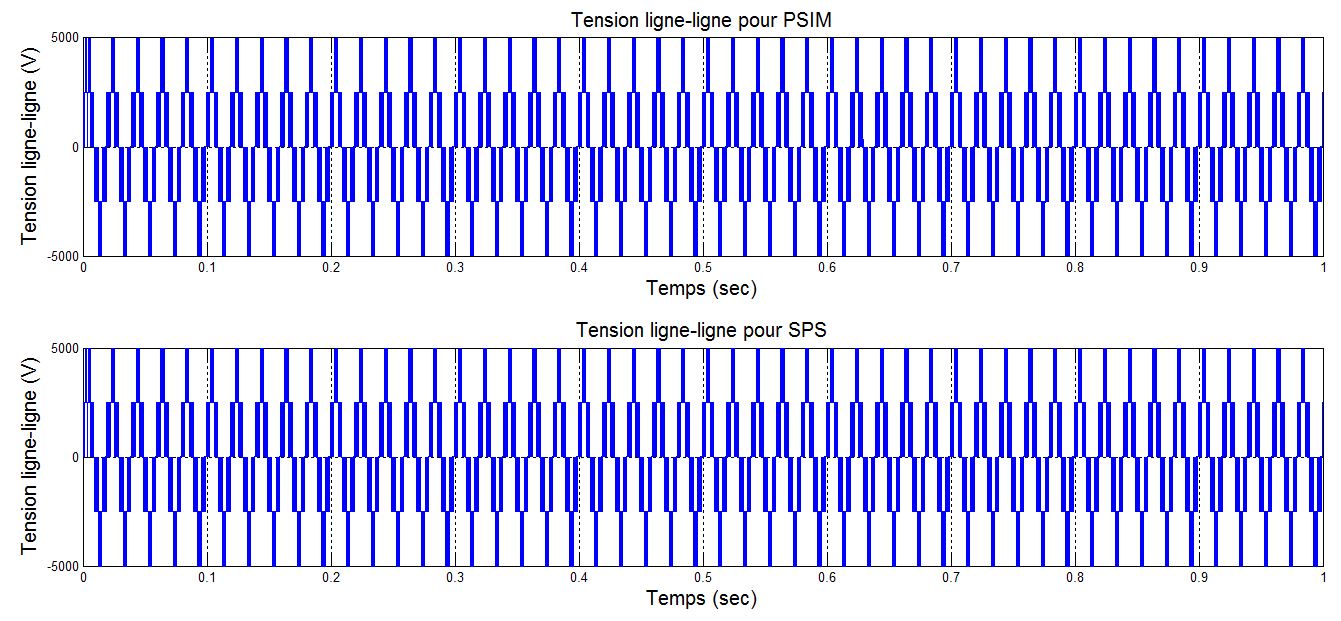 Tension ligne-ligne pour PSIM
Tension ligne-ligne (V)
5000
0
-5000
0 0.1 0.2 0.3 0.4 0.5 0.6 0.7 0.8 0.9 1
Temps (sec)
Tension ligne-ligne pour SPS
Tension ligne-ligne (V)
5000
0
-5000
0 0.1 0.2 0.3 0.4 0.5 0.6 0.7 0.8 0.9 1
Temps (sec)